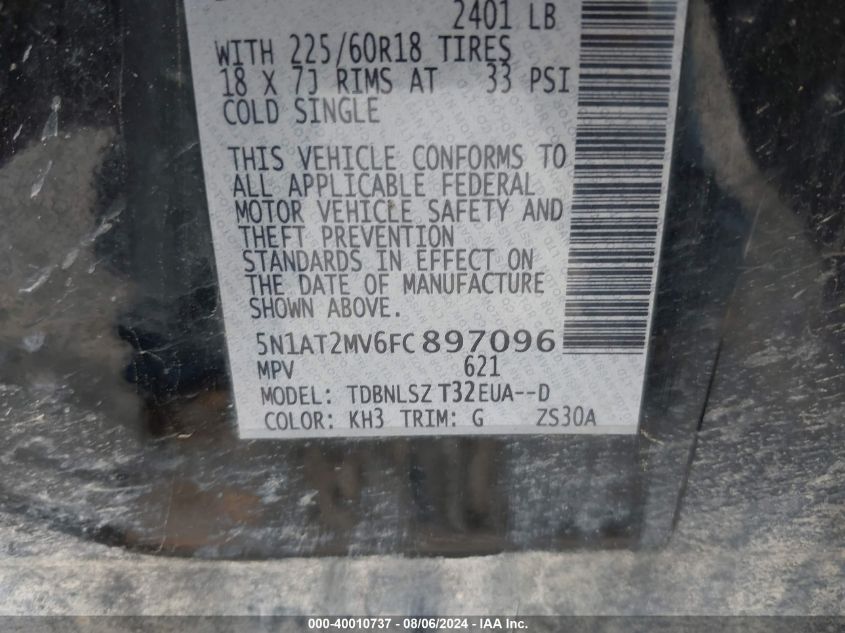 2401 LB
WITH 225/60R18 TIRES
18 X 7J RIMS AT 33 PSI
COLD SINGLE
THIS VEHICLE CONFORMS TO
ALL APPLICABLE FEDERAL
MOTOR VEHICLE SAFETY AND
THEFT PREVENTION
STANDARDS IN EFFECT ON
THE DATE OF MANUFACTURE
SHOWN ABOVE.
5N1AT2MV6FC897096
MPV 621
MODEL: TDBNLSZ T32EUA--D
COLOR: KH3 TRIM: G ZS30A
000-40010737 - 08/06/2024 - IAA Inc.